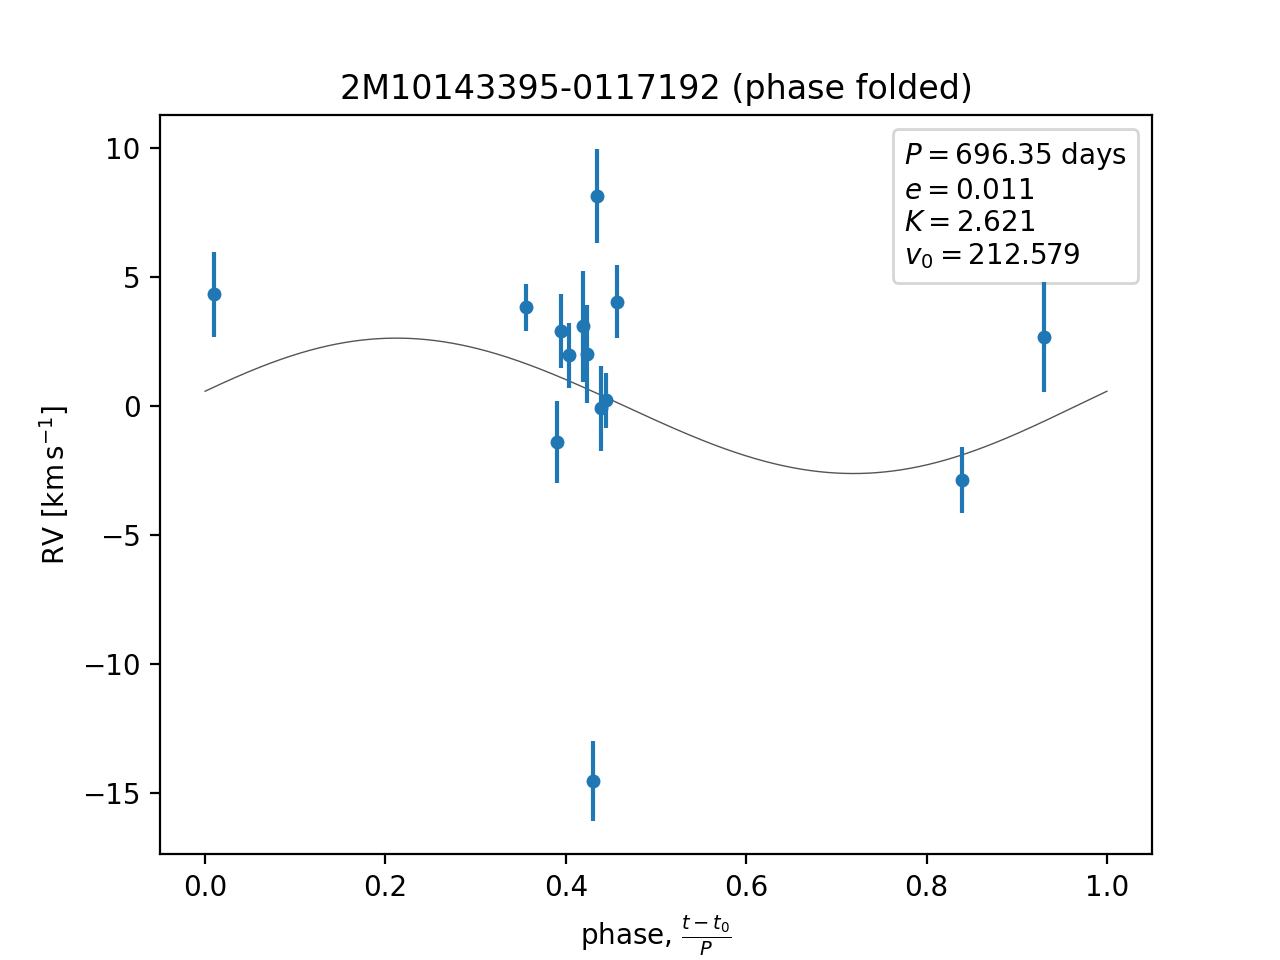 2M10143395-0117192 (phase folded)
P = 696.35 days
e = 0.011
K = 2.621
v₀ = 212.579
10
5
0
−5
−10
−15
RV [km s⁻¹]
0.0 0.2 0.4 0.6 0.8 1.0
phase, (t − t₀)/P